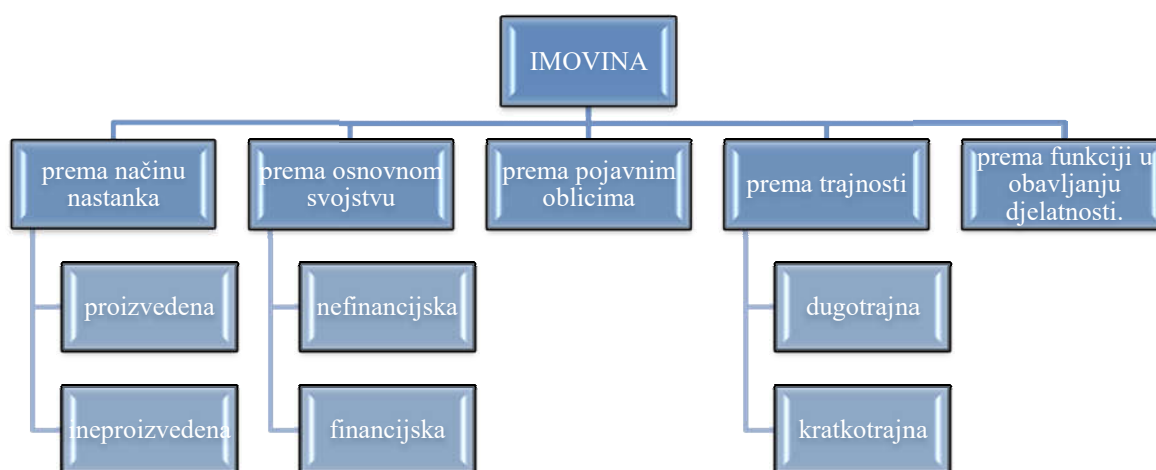 IMOVINA
prema načinu
nastanka
prema osnovnom
svojstvu
prema pojavnim
oblicima
prema trajnosti
prema funkciji u
obavljanju
djelatnosti.
proizvedena
nefinancijska
dugotrajna
ineproizvedena
financijska
kratkotrajna